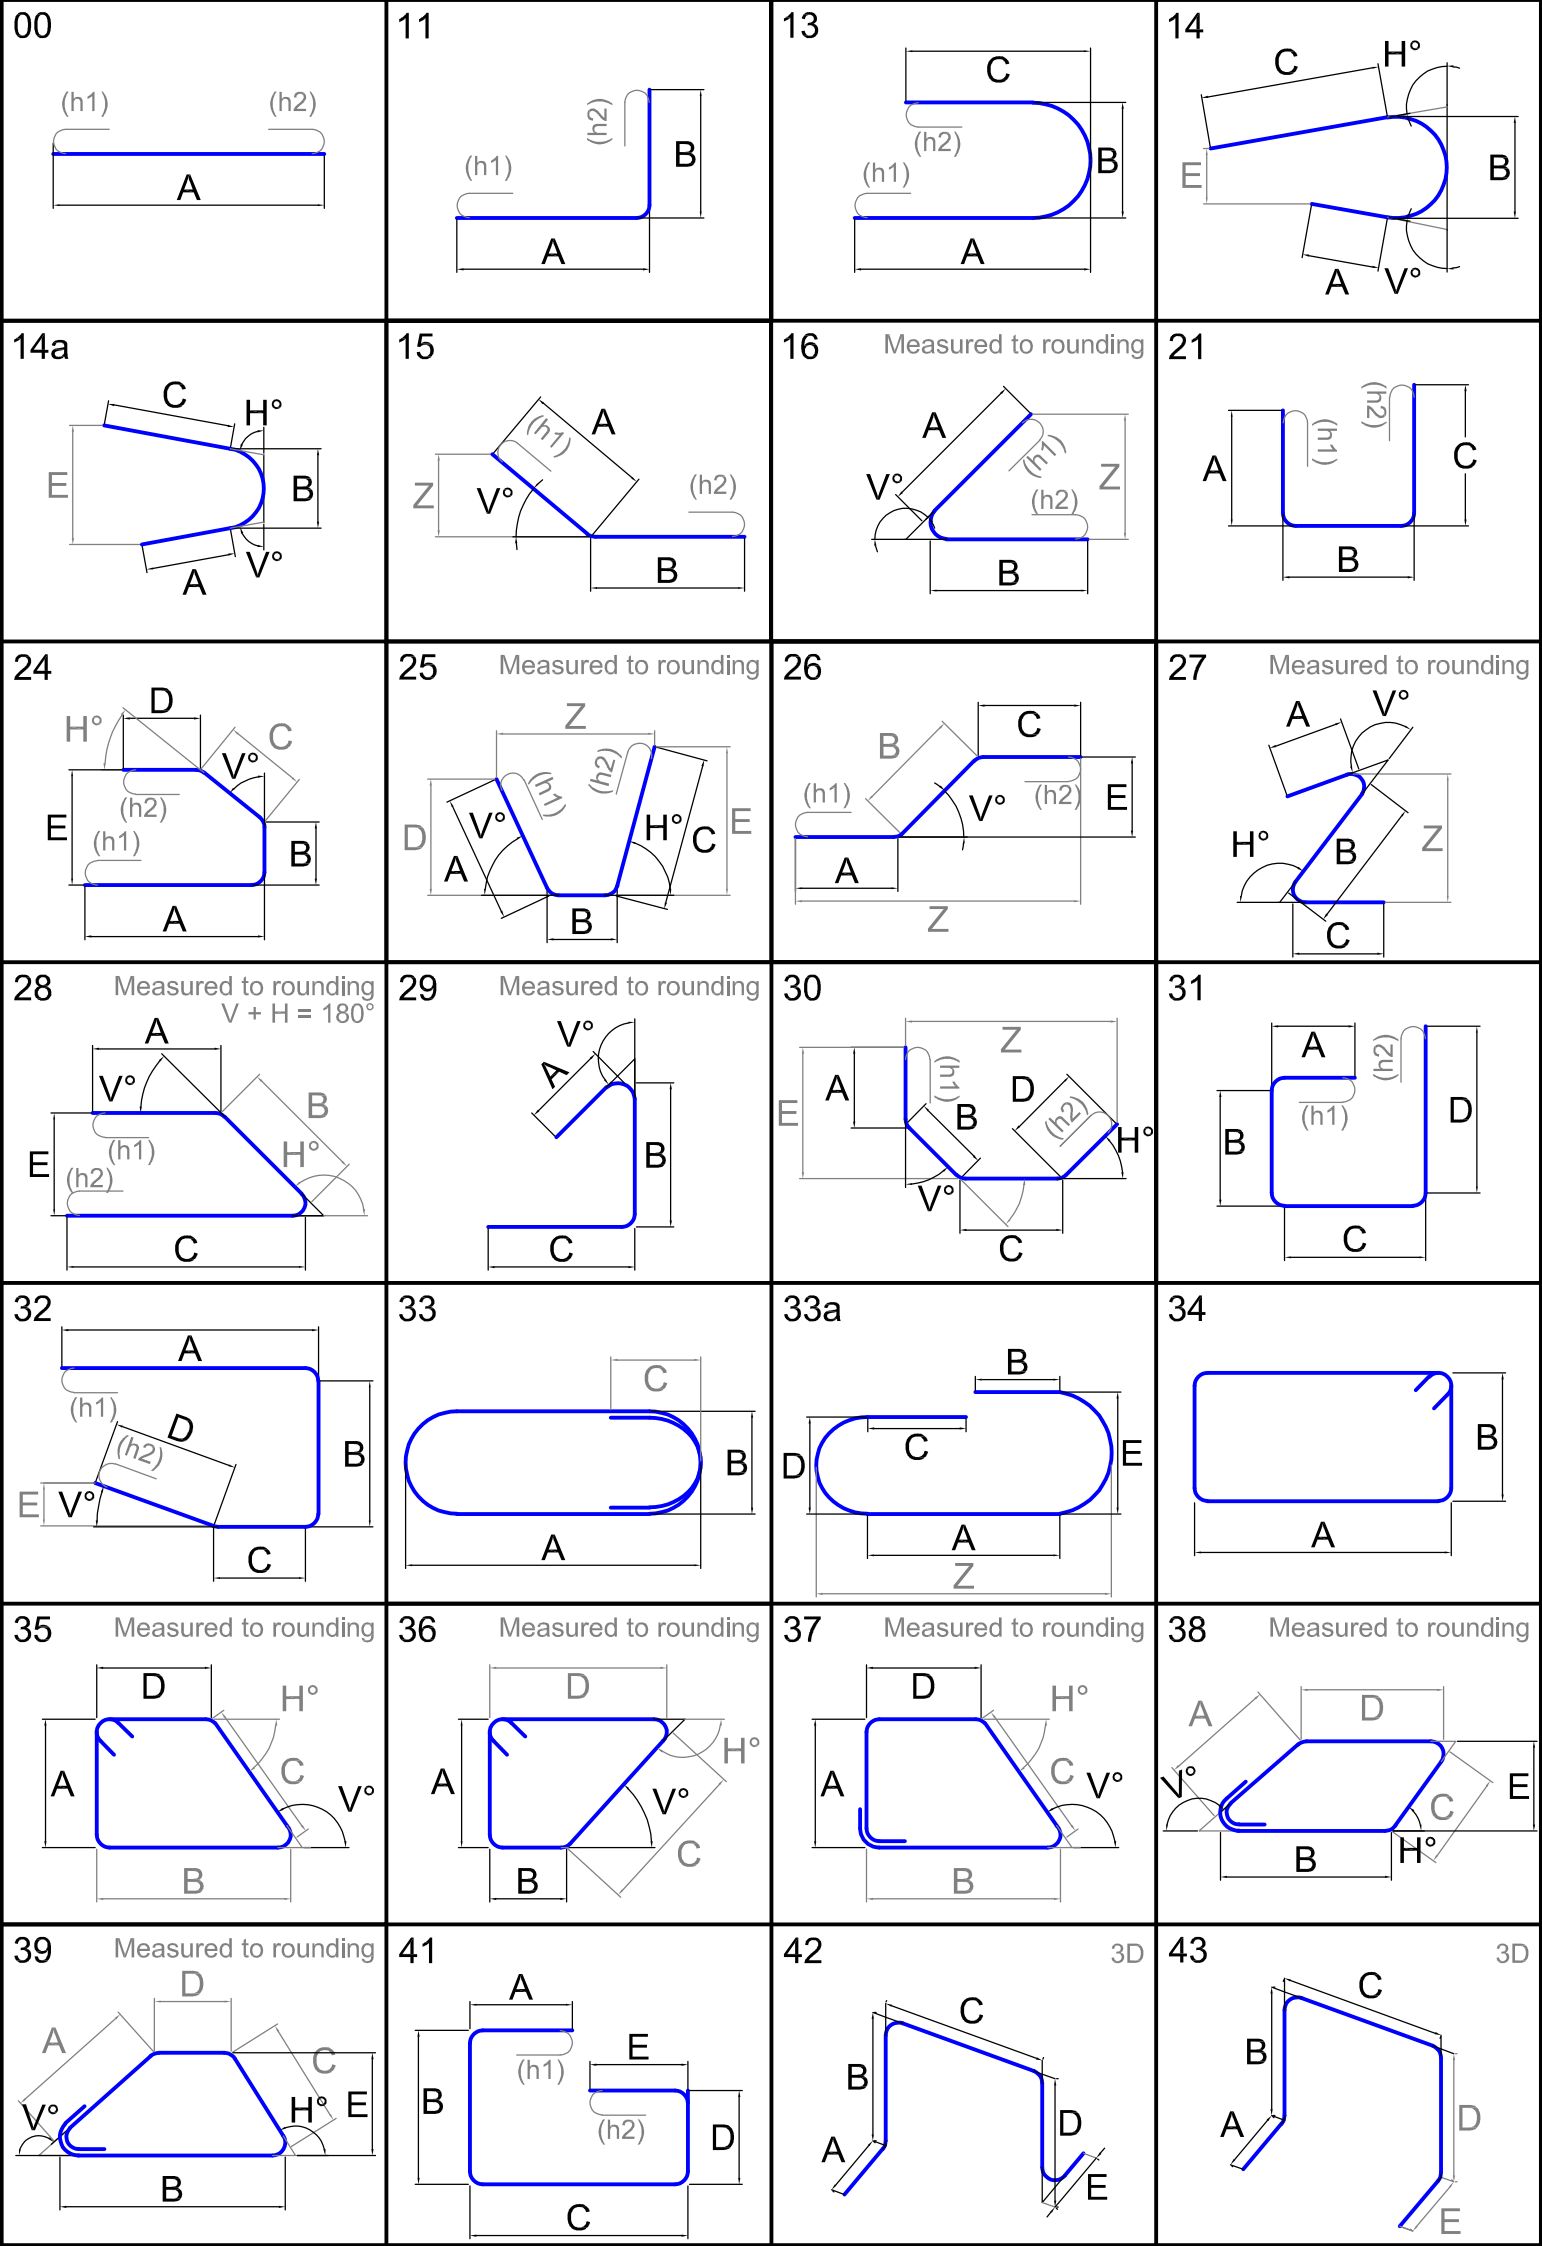 00
(h1)
(h2)
A
11
(h2)
B
(h1)
A
13
C
(h2)
B
(h1)
A
14
C
H°
E
B
A
V°
14a
C
H°
E
B
A
V°
15
A
(h1)
Z
V°
(h2)
B
16
Measured to rounding
A
(h1)
Z
V°
(h2)
B
21
(h2)
(h1)
A
C
B
24
D
H°
C
V°
(h2)
E
(h1)
B
A
25
Measured to rounding
Z
(h2)
(h1)
D
V°
H°
E
C
A
B
26
C
B
(h1)
(h2)
E
V°
A
Z
27
Measured to rounding
A
V°
H°
B
Z
C
28
Measured to rounding
V + H = 180°
A
V°
B
(h1)
H°
E
(h2)
C
29
Measured to rounding
V°
A
B
C
30
Z
(h1)
A
D
E
B
(h2)
H°
V°
C
31
A
(h2)
(h1)
B
D
C
32
A
(h1)
D
(h2)
B
E
V°
C
33
C
B
A
33a
B
C
D
E
A
Z
34
B
A
35
Measured to rounding
D
H°
A
C
V°
B
36
Measured to rounding
D
H°
A
V°
C
B
37
Measured to rounding
D
H°
A
C
V°
B
38
Measured to rounding
A
D
V°
E
C
B
H°
39
Measured to rounding
D
A
C
V°
H°
E
B
41
A
(h1)
E
B
(h2)
D
C
42
3D
C
B
D
A
E
43
3D
C
B
A
D
E